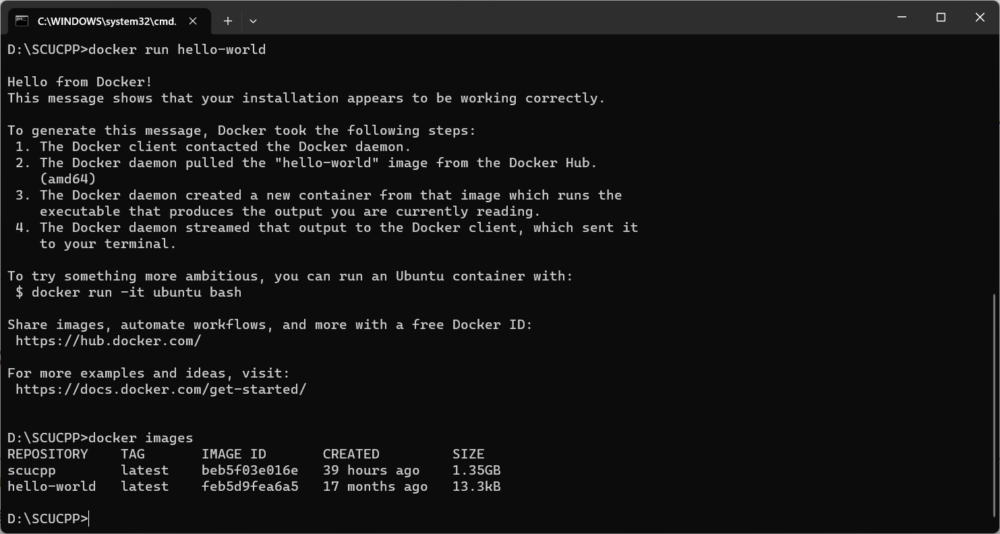 C:\WINDOWS\system32\cmd.
D:\SCUCPP>docker run hello-world
Hello from Docker!
This message shows that your installation appears to be working correctly.
To generate this message, Docker took the following steps:
 1. The Docker client contacted the Docker daemon.
 2. The Docker daemon pulled the "hello-world" image from the Docker Hub.
    (amd64)
 3. The Docker daemon created a new container from that image which runs the
    executable that produces the output you are currently reading.
 4. The Docker daemon streamed that output to the Docker client, which sent it
    to your terminal.
To try something more ambitious, you can run an Ubuntu container with:
 $ docker run -it ubuntu bash
Share images, automate workflows, and more with a free Docker ID:
 https://hub.docker.com/
For more examples and ideas, visit:
 https://docs.docker.com/get-started/
D:\SCUCPP>docker images
REPOSITORY    TAG       IMAGE ID       CREATED         SIZE
scucpp        latest    beb5f03e016e   39 hours ago    1.35GB
hello-world   latest    feb5d9fea6a5   17 months ago   13.3kB
D:\SCUCPP>